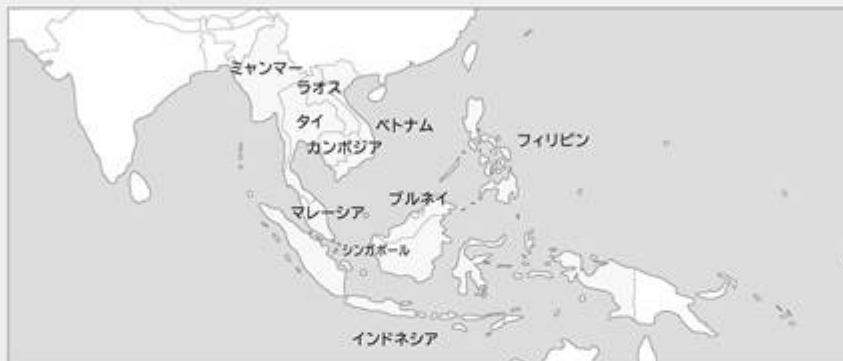 ミャンマー
ラオス
タイ
ベトナム
カンボジア
フィリピン
ブルネイ
マレーシア
シンガポール
インドネシア